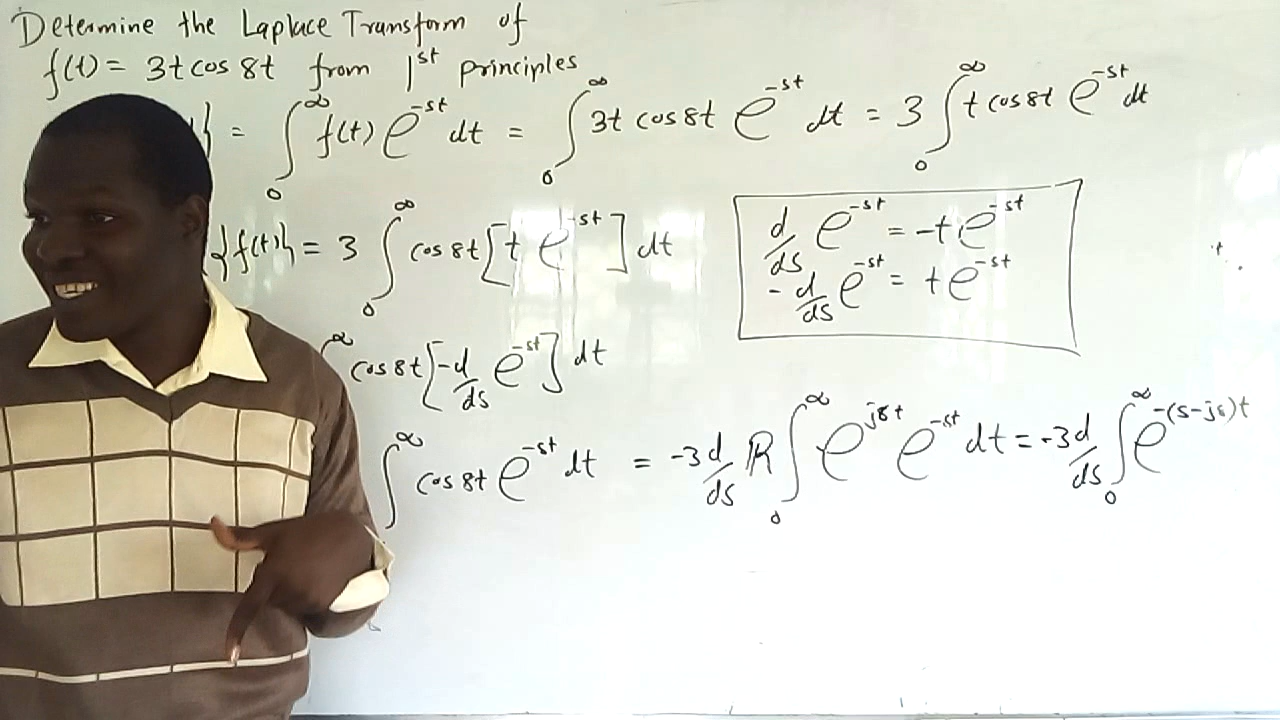 Determine the Laplace Transform of
f(t) = 3t cos 8t from 1st principles
} = ∫₀^∞ f(t) e^{-st} dt = ∫₀^∞ 3t cos 8t e^{-st} dt = 3 ∫₀^∞ t cos 8t e^{-st} dt
{f(t)} = 3 ∫₀^∞ cos 8t [t e^{-st}] dt
d/ds e^{-st} = -t e^{-st}
- d/ds e^{-st} = t e^{-st}
∞ cos 8t [-d/ds e^{-st}] dt
∫^∞ cos 8t e^{-st} dt = -3 d/ds R ∫₀^∞ e^{j8t} e^{-st} dt = -3 d/ds ∫₀^∞ e^{-(s-j8)t}